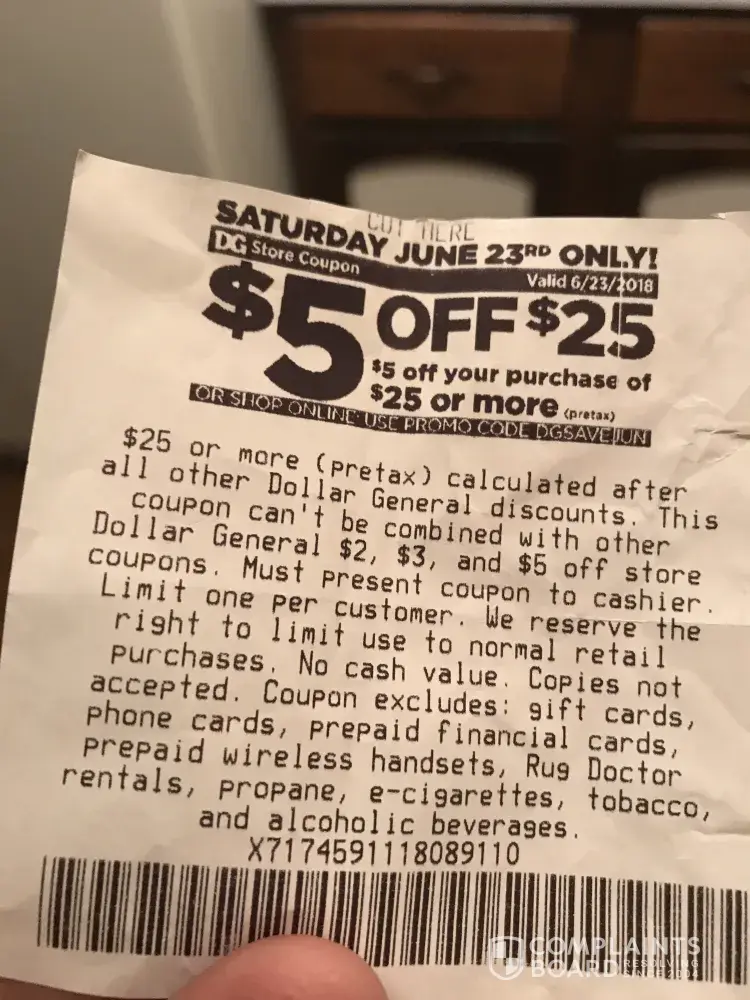 CUT HERE
SATURDAY JUNE 23RD ONLY!
DG Store Coupon Valid 6/23/2018
$5 OFF $25
$5 off your purchase of
$25 or more (pretax)
OR SHOP ONLINE USE PROMO CODE DGSAVEJUN
$25 or more (pretax) calculated after
all other Dollar General discounts. This
coupon can't be combined with other
Dollar General $2, $3, and $5 off store
coupons. Must present coupon to cashier.
Limit one per customer. We reserve the
right to limit use to normal retail
purchases. No cash value. Copies not
accepted. Coupon excludes: gift cards,
phone cards, prepaid financial cards,
prepaid wireless handsets, Rug Doctor
rentals, propane, e-cigarettes, tobacco,
and alcoholic beverages.
X7174591118089110
COMPLAINTS
BOARD RESOLVING
SINCE 2004